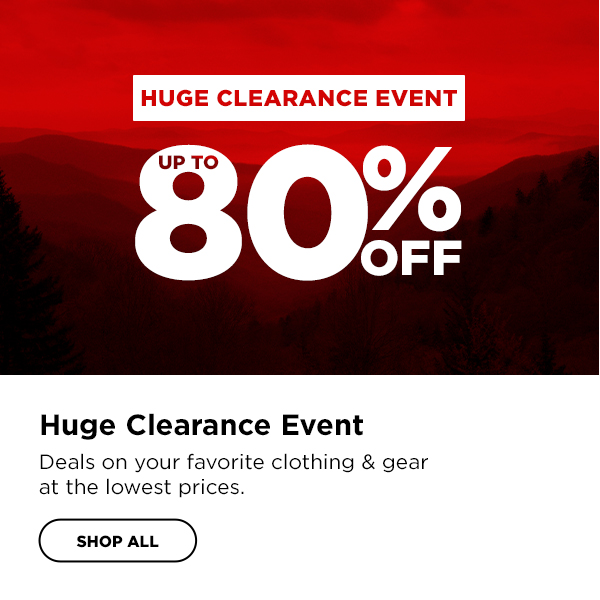 HUGE CLEARANCE EVENT
UP TO
80%
OFF
Huge Clearance Event
Deals on your favorite clothing & gear
at the lowest prices.
SHOP ALL